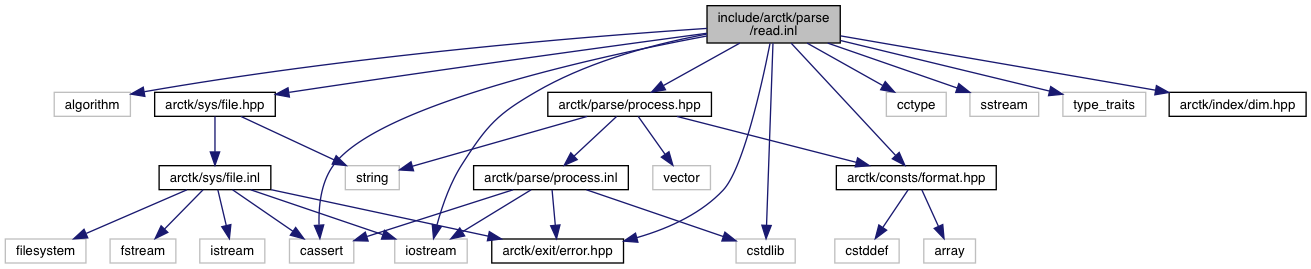 include/arctk/parse
/read.inl
algorithm
arctk/sys/file.hpp
arctk/parse/process.hpp
cctype
sstream
type_traits
arctk/index/dim.hpp
arctk/sys/file.inl
string
arctk/parse/process.inl
vector
arctk/consts/format.hpp
filesystem
fstream
istream
cassert
iostream
arctk/exit/error.hpp
cstdlib
cstddef
array